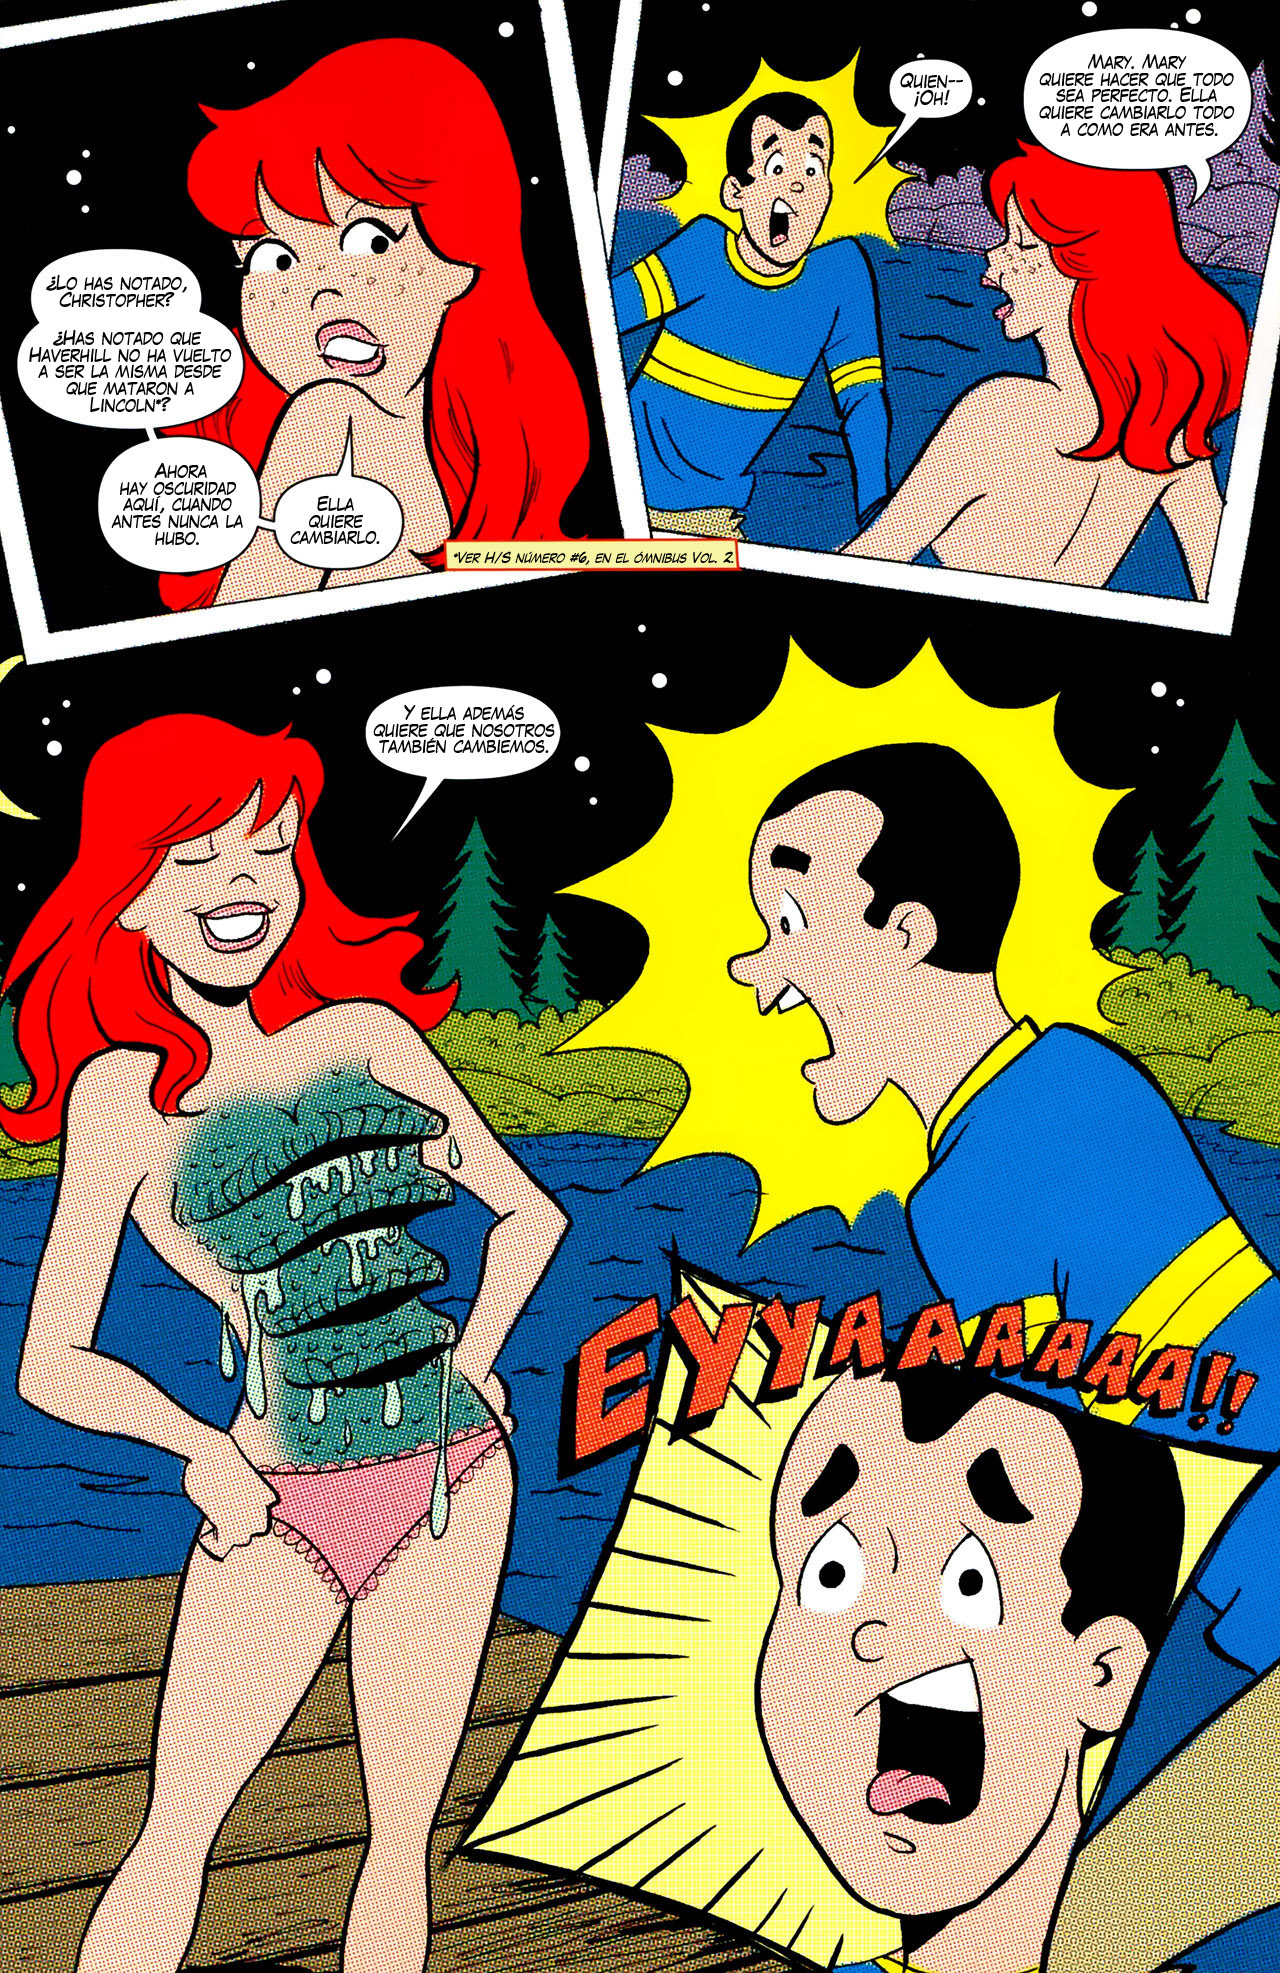 ¿Lo has notado,
Christopher?
¿Has notado que
Haverhill no ha vuelto
a ser la misma desde
que mataron a
Lincoln*?
Ahora
hay oscuridad
aquí, cuando
antes nunca la
hubo.
Ella
quiere
cambiarlo.
*Ver H/S número #6, en el ómnibus Vol. 2.
Quien--
¡Oh!
Mary. Mary
quiere hacer que todo
sea perfecto. Ella
quiere cambiarlo todo
a como era antes.
Y ella además
quiere que nosotros
también cambiemos.
EYYYAAAAAAA!!